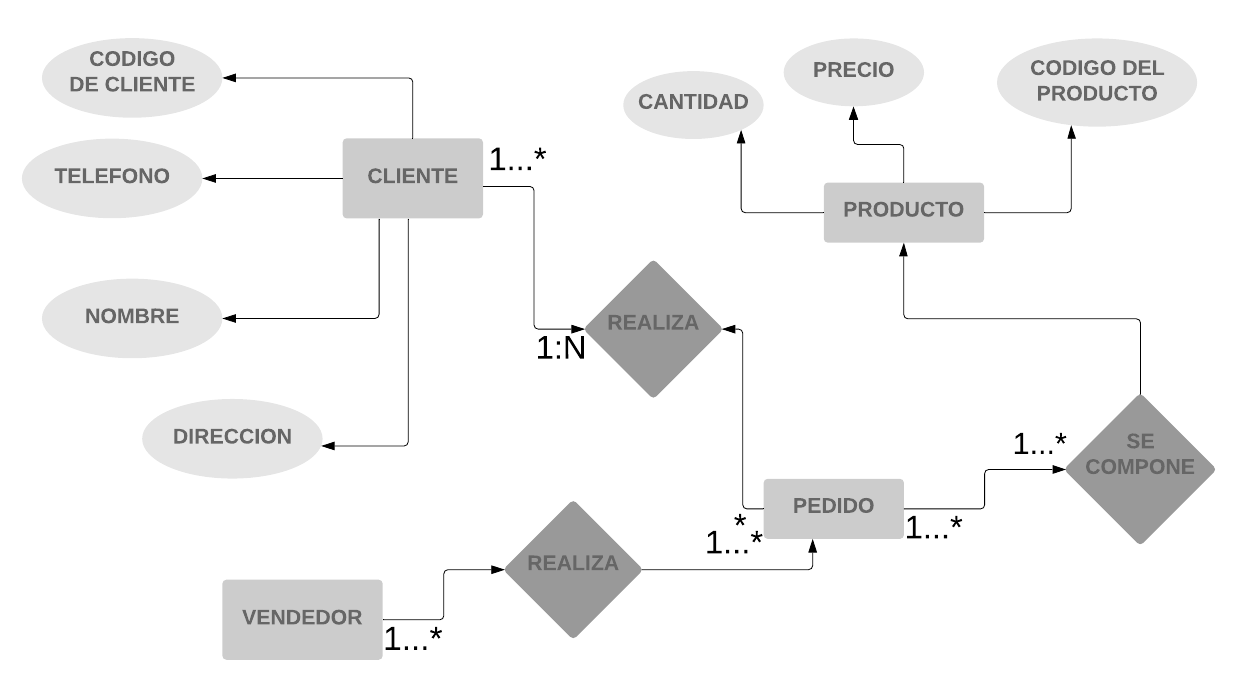 CODIGO
DE CLIENTE
PRECIO
CODIGO DEL
PRODUCTO
CANTIDAD
1...*
TELEFONO
CLIENTE
PRODUCTO
NOMBRE
REALIZA
1:N
DIRECCION
1...*
SE
COMPONE
PEDIDO
*
1...*
1...*
REALIZA
VENDEDOR
1...*